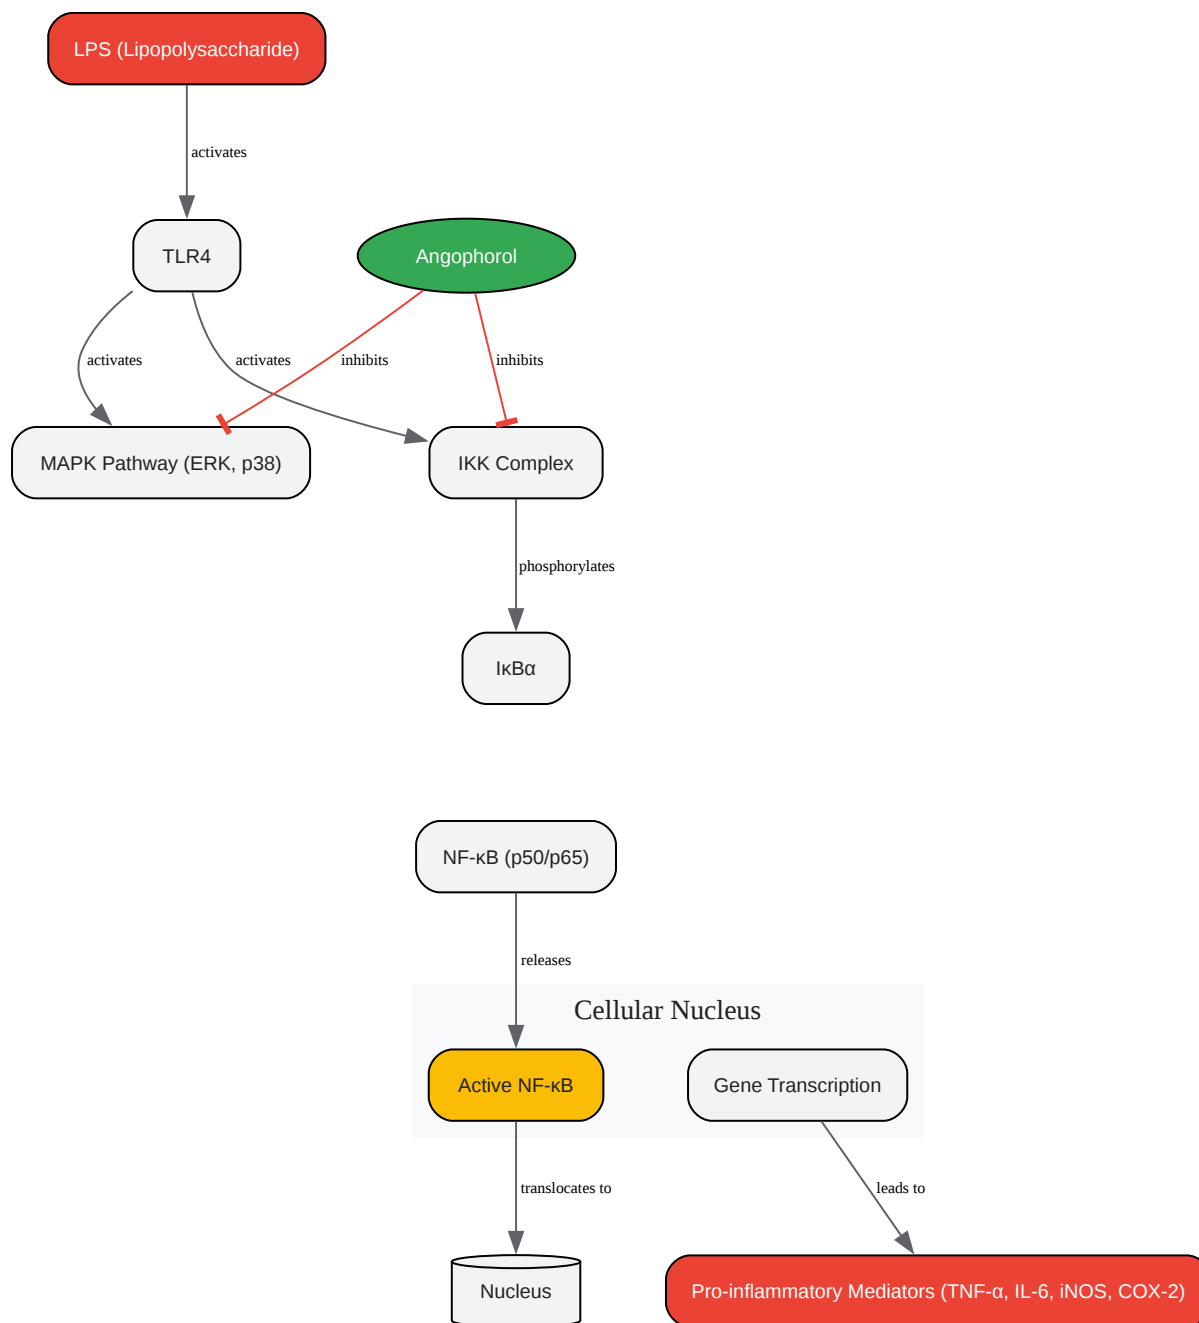 LPS (Lipopolysaccharide)
activates
TLR4
Angophorol
activates
activates
inhibits
inhibits
MAPK Pathway (ERK, p38)
IKK Complex
phosphorylates
IκBα
NF-κB (p50/p65)
releases
Cellular Nucleus
Active NF-κB
Gene Transcription
translocates to
leads to
Nucleus
Pro-inflammatory Mediators (TNF-α, IL-6, iNOS, COX-2)